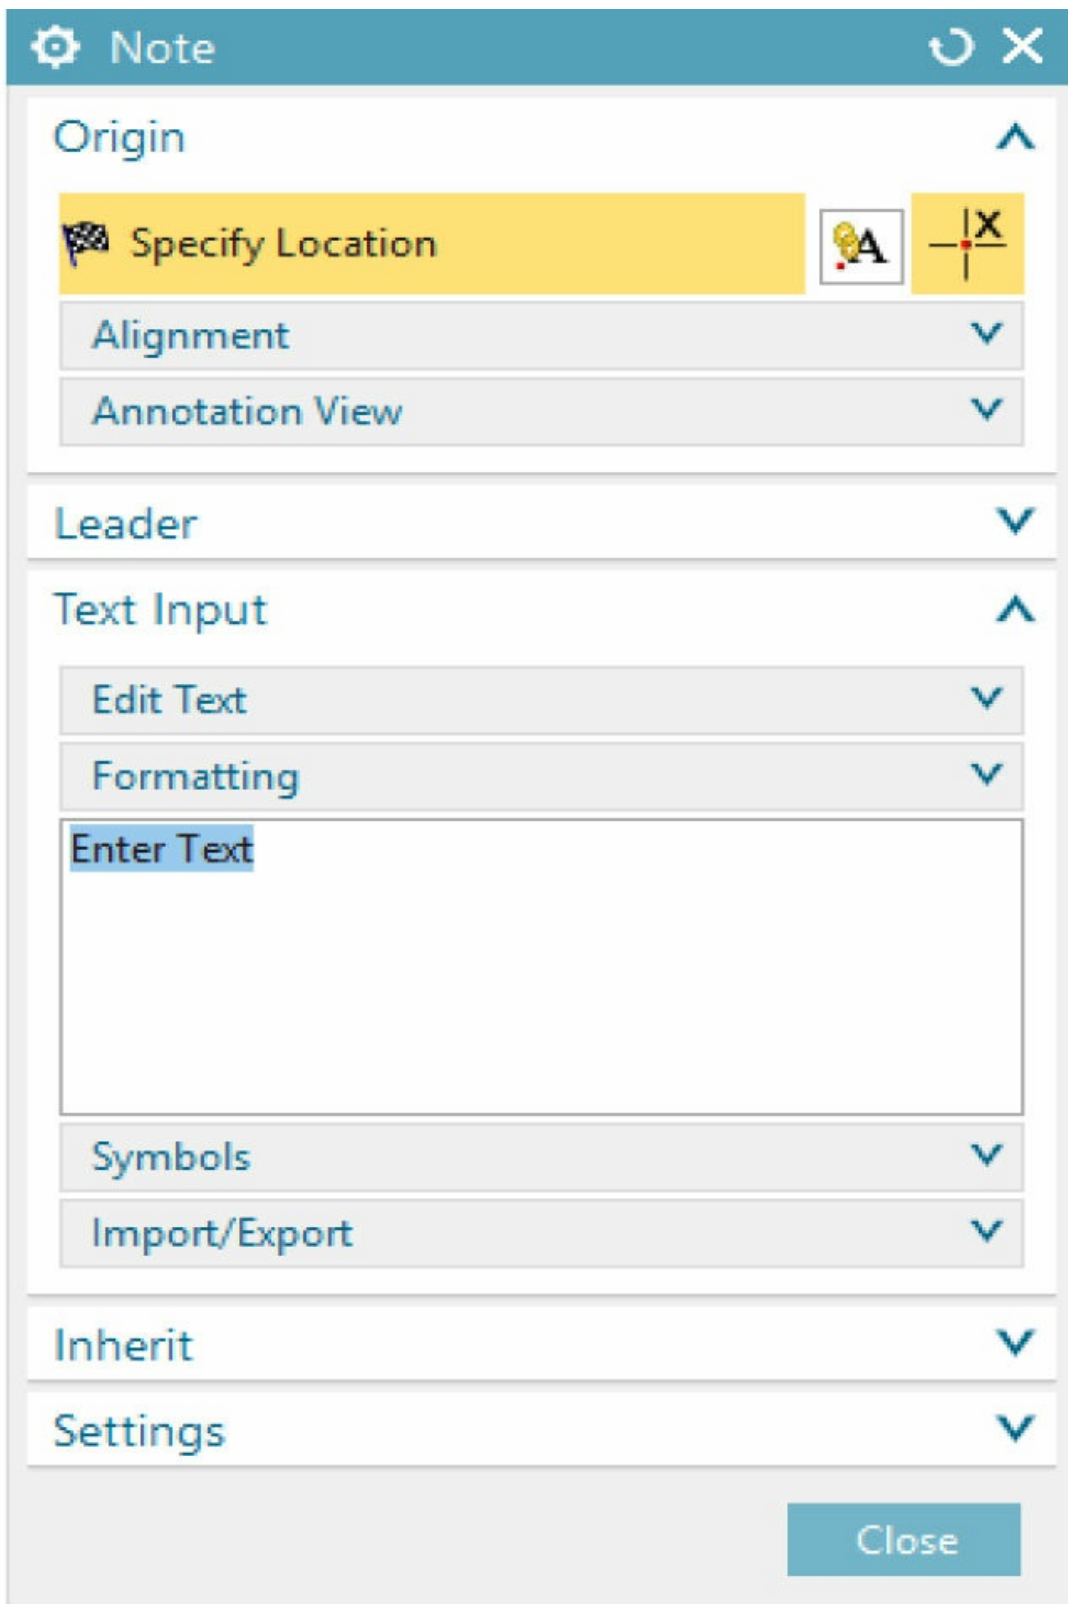 Note
Origin
Specify Location
Alignment
Annotation View
Leader
Text Input
Edit Text
Formatting
Enter Text
Symbols
Import/Export
Inherit
Settings
Close